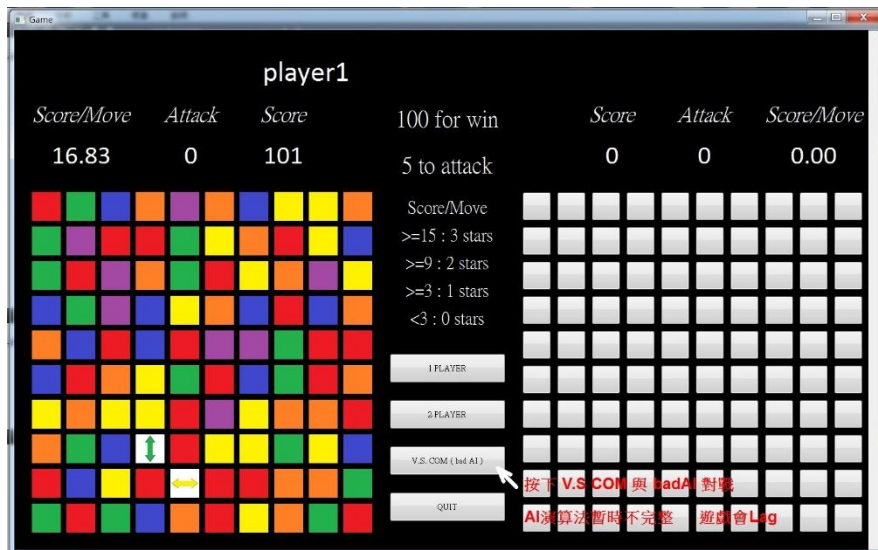 Game
player1
Score/Move Attack Score
16.83 0 101
100 for win
5 to attack
Score/Move
>=15 : 3 stars
>=9 : 2 stars
>=3 : 1 stars
<3 : 0 stars
1 PLAYER
2 PLAYER
V.S. COM ( bad AI )
QUIT
Score Attack Score/Move
0 0 0.00
按下 V.S COM 與 badAI 對戰
AI演算法暫時不完整 遊戲會Lag